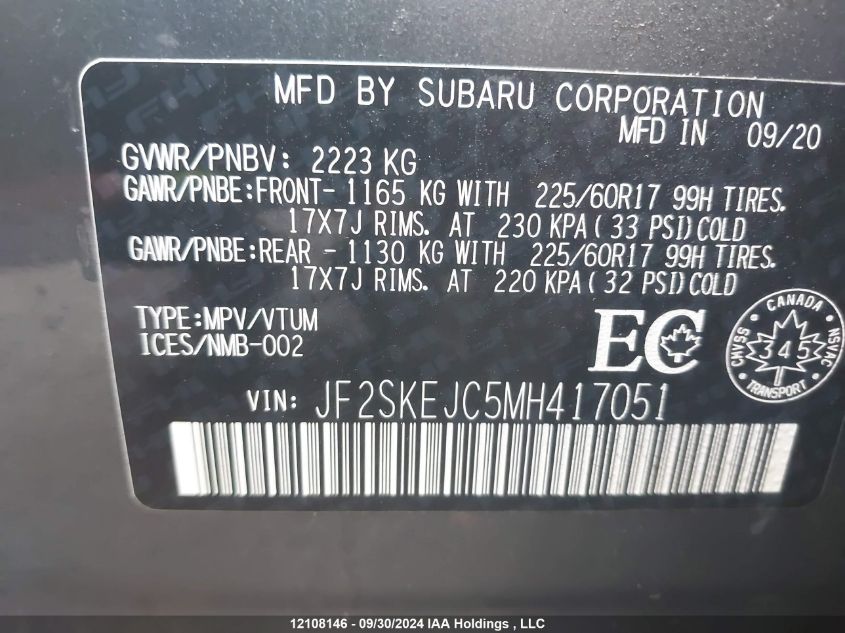 MFD BY SUBARU CORPORATION
MFD IN 09/20
GVWR/PNBV: 2223 KG
GAWR/PNBE:FRONT- 1165 KG WITH 225/60R17 99H TIRES.
17X7J RIMS. AT 230 KPA(33 PSI)COLD
GAWR/PNBE:REAR - 1130 KG WITH 225/60R17 99H TIRES.
17X7J RIMS. AT 220 KPA(32 PSI)COLD
TYPE:MPV/VTUM
ICES/NMB-002
EC
CANADA
CMVSS 345 NSVAC
TRANSPORT
VIN: JF2SKEJC5MH417051
12108146 - 09/30/2024 IAA Holdings , LLC